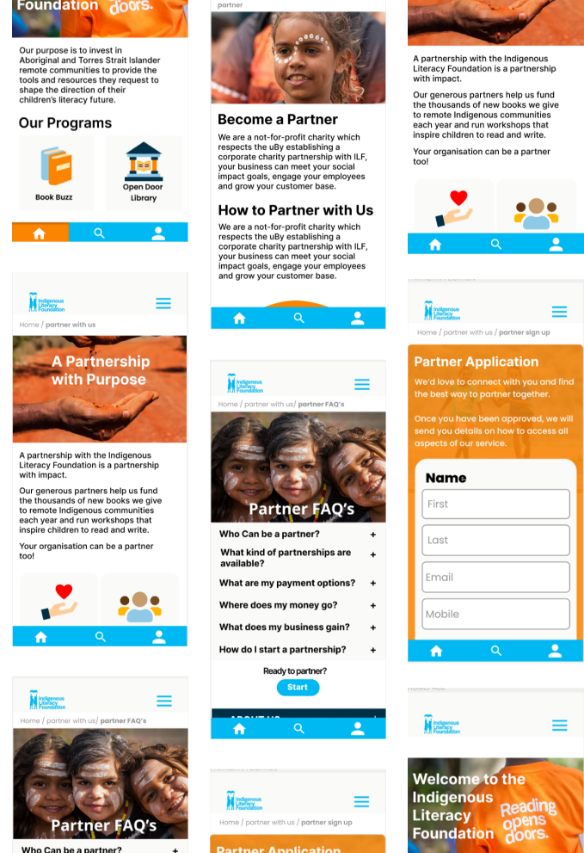 Foundation
doors.
Our purpose is to invest in
Aboriginal and Torres Strait Islander
remote communities to provide the
tools and resources they request to
shape the direction of their
children's literacy future.
Our Programs
Book Buzz
Open Door
Library
Indigenous
Literacy
Foundation
Home / partner with us
A Partnership
with Purpose
A partnership with the Indigenous
Literacy Foundation is a partnership
with impact.
Our generous partners help us fund
the thousands of new books we give
to remote Indigenous communities
each year and run workshops that
inspire children to read and write.
Your organisation can be a partner
too!
Indigenous
Literacy
Foundation
Home / partner with us/ partner FAQ's
Partner FAQ's
Who Can be a partner?
+
partner
Become a Partner
We are a not-for-profit charity which
respects the uBy establishing a
corporate charity partnership with ILF,
your business can meet your social
impact goals, engage your employees
and grow your customer base.
How to Partner with Us
We are a not-for-profit charity which
respects the uBy establishing a
corporate charity partnership with ILF,
your business can meet your social
impact goals, engage your employees
and grow your customer base.
Indigenous
Literacy
Foundation
Home / partner with us/ partner FAQ's
Partner FAQ's
Who Can be a partner? +
What kind of partnerships are
available? +
What are my payment options? +
Where does my money go? +
What does my business gain? +
How do I start a partnership? +
Ready to partner?
Start
ABOUT US
Indigenous
Literacy
Foundation
Home / partner with us / partner sign up
Partner Application
A partnership with the Indigenous
Literacy Foundation is a partnership
with impact.
Our generous partners help us fund
the thousands of new books we give
to remote Indigenous communities
each year and run workshops that
inspire children to read and write.
Your organisation can be a partner
too!
Indigenous
Literacy
Foundation
Home / partner with us / partner sign up
Partner Application
We'd love to connect with you and find
the best way to partner together.
Once you have been approved, we will
send you details on how to access all
aspects of our service.
Name
First
Last
Email
Mobile
Indigenous
Literacy
Foundation
Welcome to the
Indigenous
Literacy
Foundation
Reading
opens
doors.